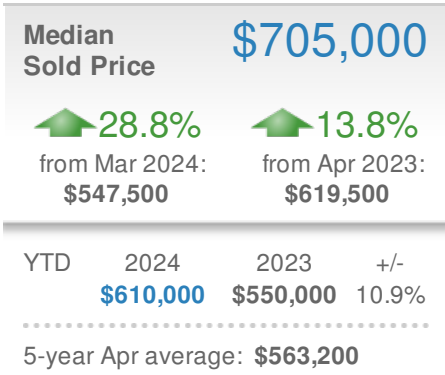 Median $705,000
Sold Price
28.8% 13.8%
from Mar 2024: from Apr 2023:
$547,500 $619,500
YTD 2024 2023 +/-
$610,000 $550,000 10.9%
5-year Apr average: $563,200